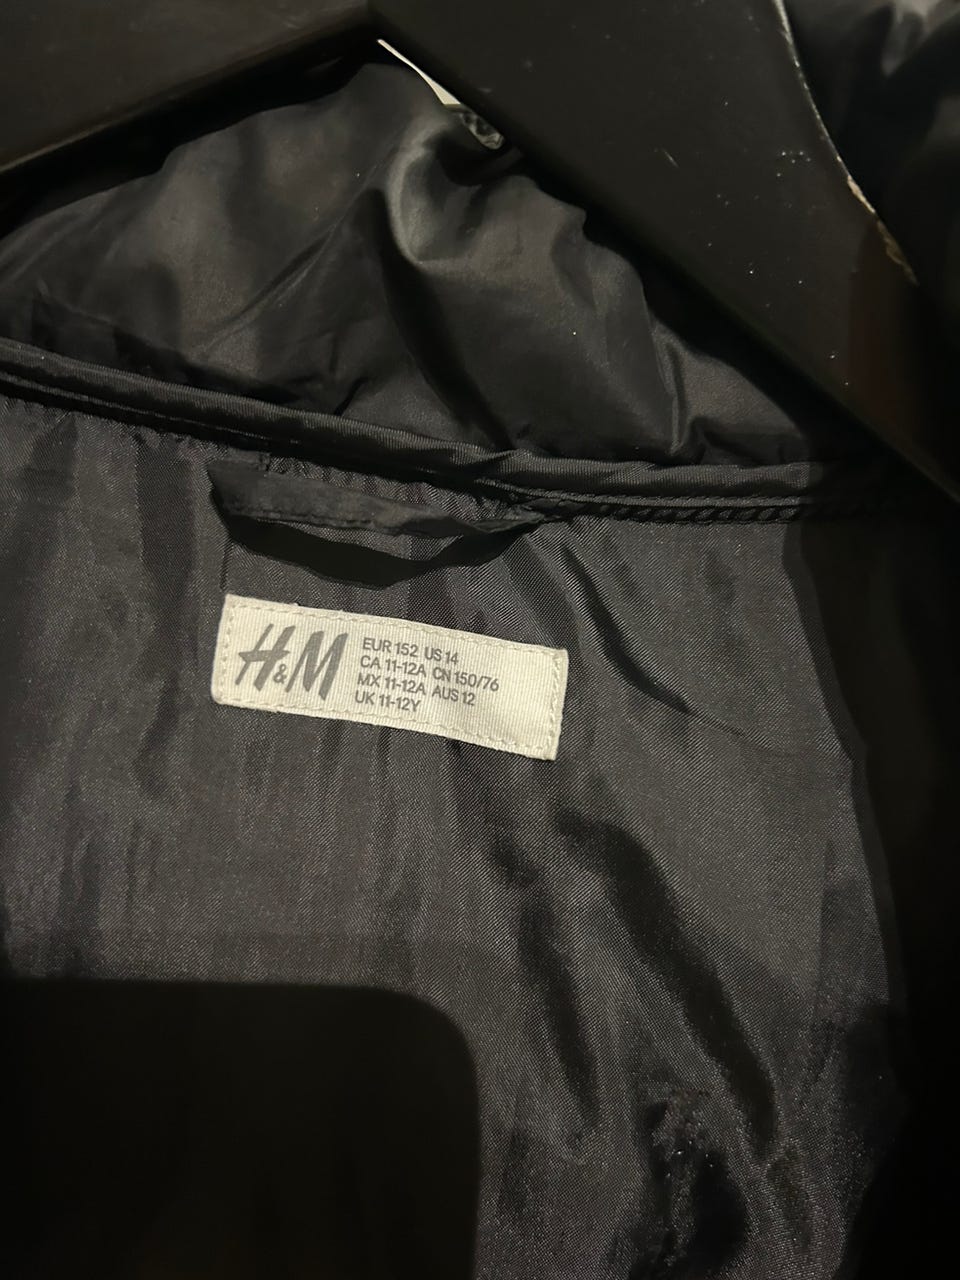 H&M
EUR 152 US 14
CA 11-12A CN 150/76
MX 11-12A AUS 12
UK 11-12Y